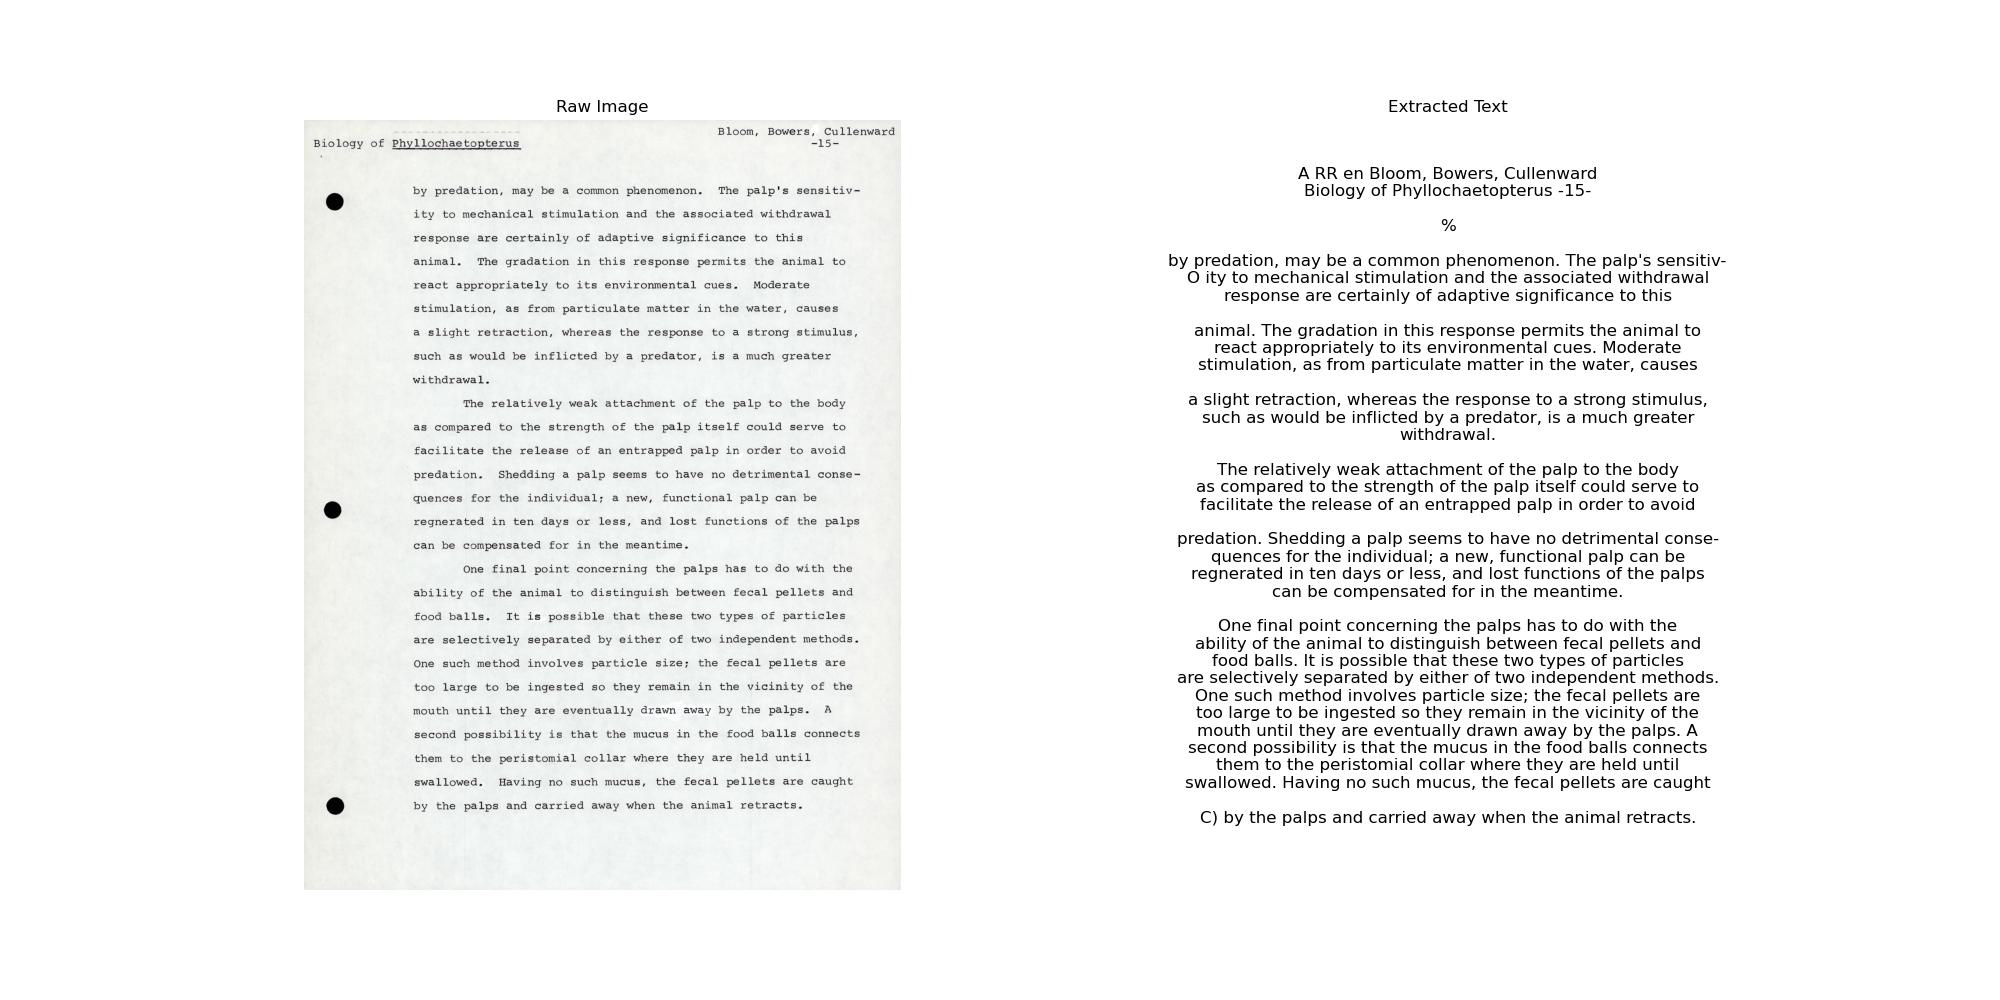 Raw Image
Bloom, Bowers, Cullenward
Biology of Phyllochaetopterus -15-
by predation, may be a common phenomenon. The palp's sensitiv-
ity to mechanical stimulation and the associated withdrawal
response are certainly of adaptive significance to this
animal. The gradation in this response permits the animal to
react appropriately to its environmental cues. Moderate
stimulation, as from particulate matter in the water, causes
a slight retraction, whereas the response to a strong stimulus,
such as would be inflicted by a predator, is a much greater
withdrawal.
The relatively weak attachment of the palp to the body
as compared to the strength of the palp itself could serve to
facilitate the release of an entrapped palp in order to avoid
predation. Shedding a palp seems to have no detrimental conse-
quences for the individual; a new, functional palp can be
regnerated in ten days or less, and lost functions of the palps
can be compensated for in the meantime.
One final point concerning the palps has to do with the
ability of the animal to distinguish between fecal pellets and
food balls. It is possible that these two types of particles
are selectively separated by either of two independent methods.
One such method involves particle size; the fecal pellets are
too large to be ingested so they remain in the vicinity of the
mouth until they are eventually drawn away by the palps. A
second possibility is that the mucus in the food balls connects
them to the peristomial collar where they are held until
swallowed. Having no such mucus, the fecal pellets are caught
by the palps and carried away when the animal retracts.
Extracted Text
A RR en Bloom, Bowers, Cullenward
Biology of Phyllochaetopterus -15-
%
by predation, may be a common phenomenon. The palp's sensitiv-
O ity to mechanical stimulation and the associated withdrawal
response are certainly of adaptive significance to this
animal. The gradation in this response permits the animal to
react appropriately to its environmental cues. Moderate
stimulation, as from particulate matter in the water, causes
a slight retraction, whereas the response to a strong stimulus,
such as would be inflicted by a predator, is a much greater
withdrawal.
The relatively weak attachment of the palp to the body
as compared to the strength of the palp itself could serve to
facilitate the release of an entrapped palp in order to avoid
predation. Shedding a palp seems to have no detrimental conse-
quences for the individual; a new, functional palp can be
regnerated in ten days or less, and lost functions of the palps
can be compensated for in the meantime.
One final point concerning the palps has to do with the
ability of the animal to distinguish between fecal pellets and
food balls. It is possible that these two types of particles
are selectively separated by either of two independent methods.
One such method involves particle size; the fecal pellets are
too large to be ingested so they remain in the vicinity of the
mouth until they are eventually drawn away by the palps. A
second possibility is that the mucus in the food balls connects
them to the peristomial collar where they are held until
swallowed. Having no such mucus, the fecal pellets are caught
C) by the palps and carried away when the animal retracts.